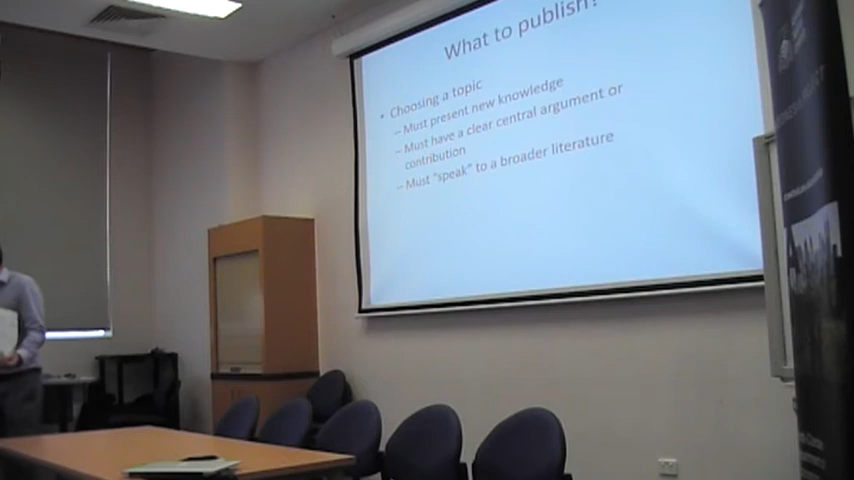 What to publish?
• Choosing a topic
– Must present new knowledge
– Must have a clear central argument or
contribution
– Must "speak" to a broader literature